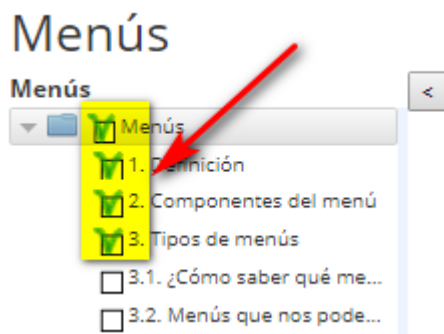 Menús
Menús
<
Menús
1. Definición
2. Componentes del menú
3. Tipos de menús
3.1. ¿Cómo saber qué me...
3.2. Menús que nos pode...